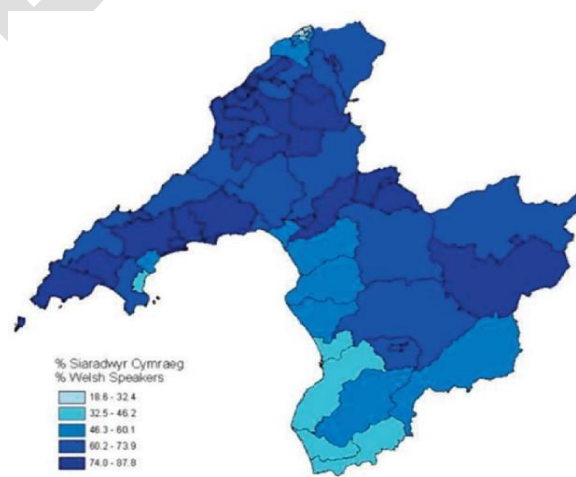 % Siaradwyr Cymraeg
% Welsh Speakers
18.6 - 32.4
32.5 - 46.2
46.3 - 60.1
60.2 - 73.9
74.0 - 87.8